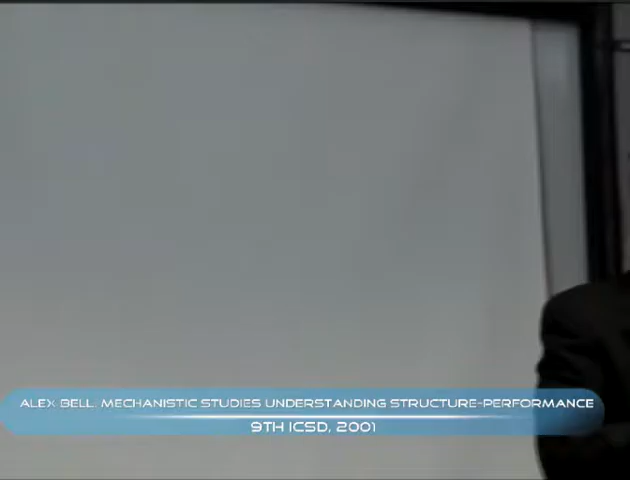 ALEX BELL. MECHANISTIC STUDIES UNDERSTANDING STRUCTURE-PERFORMANCE
9TH ICSD, 2001